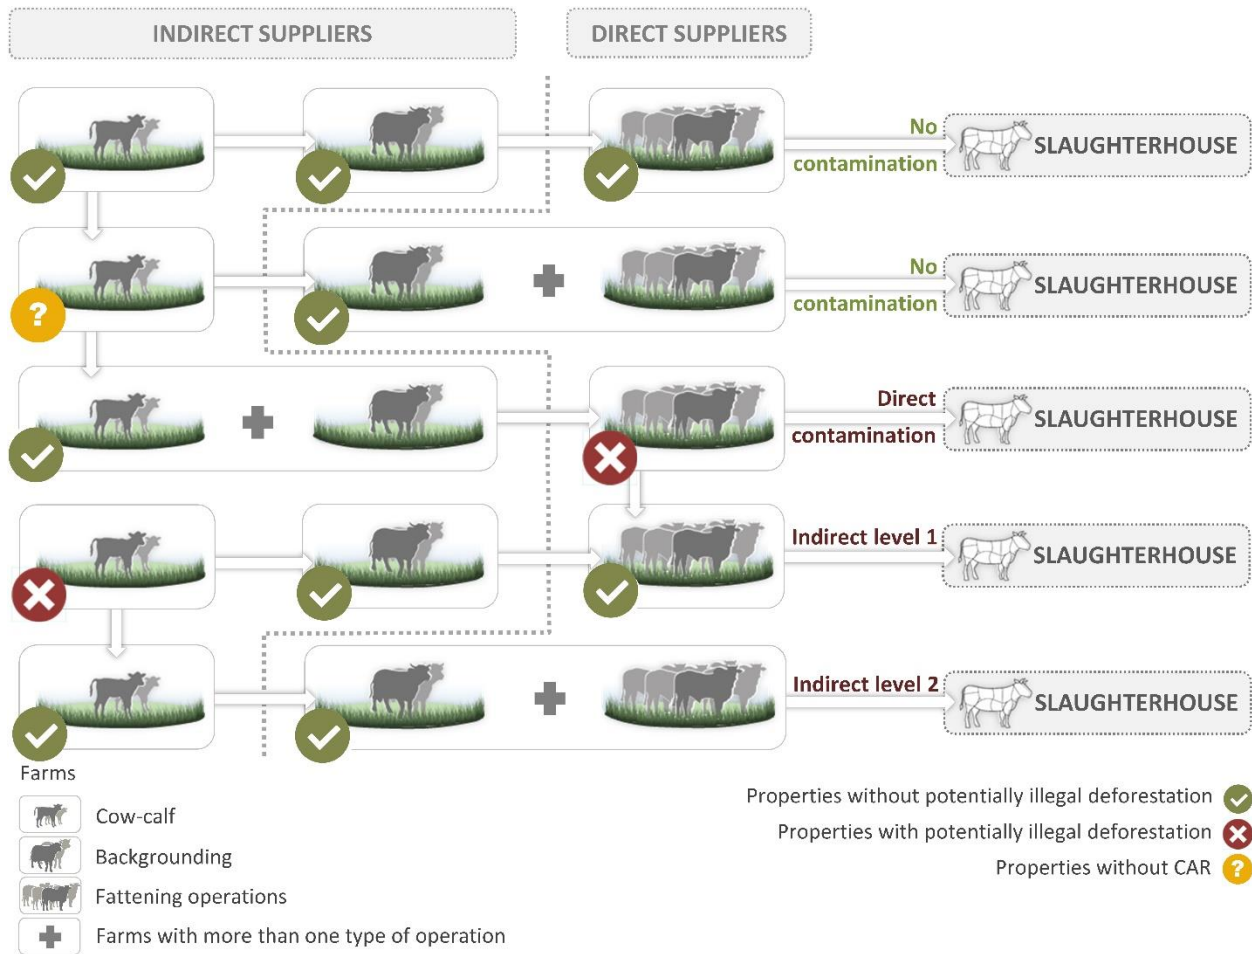 INDIRECT SUPPLIERS
DIRECT SUPPLIERS
No
contamination
SLAUGHTERHOUSE
?
No
contamination
SLAUGHTERHOUSE
Direct
contamination
SLAUGHTERHOUSE
Indirect level 1
SLAUGHTERHOUSE
Indirect level 2
SLAUGHTERHOUSE
Farms
Cow-calf
Backgrounding
Fattening operations
Farms with more than one type of operation
Properties without potentially illegal deforestation
Properties with potentially illegal deforestation
Properties without CAR
?